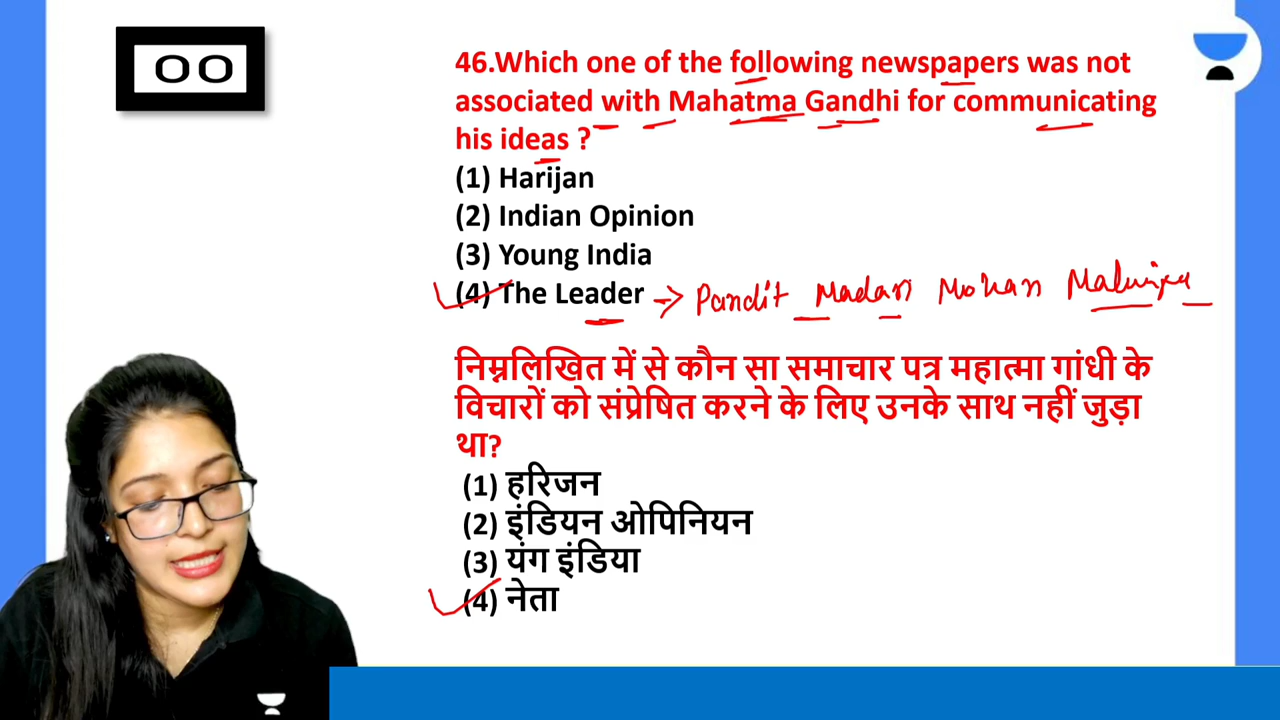 00
46.Which one of the following newspapers was not
associated with Mahatma Gandhi for communicating
his ideas ?
(1) Harijan
(2) Indian Opinion
(3) Young India
(4) The Leader -> Pandit Madan Mohan Malviya
निम्नलिखित में से कौन सा समाचार पत्र महात्मा गांधी के
विचारों को संप्रेषित करने के लिए उनके साथ नहीं जुड़ा
था?
(1) हरिजन
(2) इंडियन ओपिनियन
(3) यंग इंडिया
(4) नेता